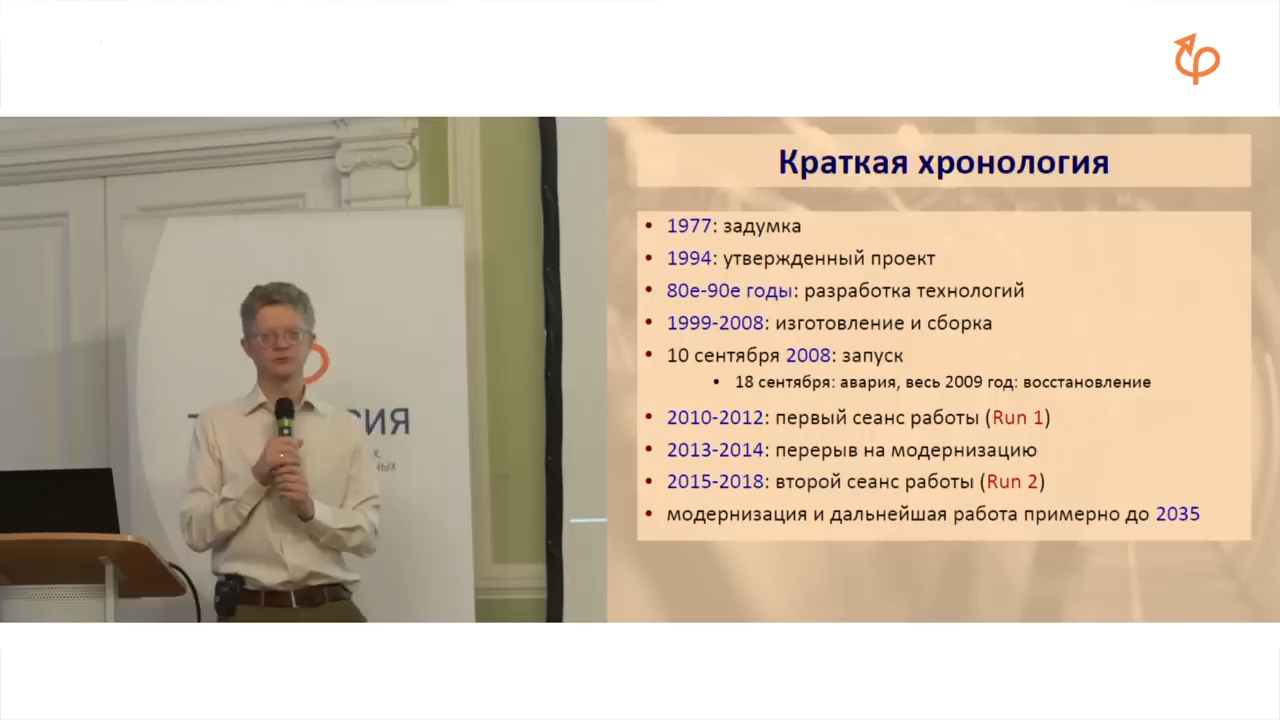 Краткая хронология
• 1977: задумка
• 1994: утвержденный проект
• 80е-90е годы: разработка технологий
• 1999-2008: изготовление и сборка
• 10 сентября 2008: запуск
• 18 сентября: авария, весь 2009 год: восстановление
• 2010-2012: первый сеанс работы (Run 1)
• 2013-2014: перерыв на модернизацию
• 2015-2018: второй сеанс работы (Run 2)
• модернизация и дальнейшая работа примерно до 2035